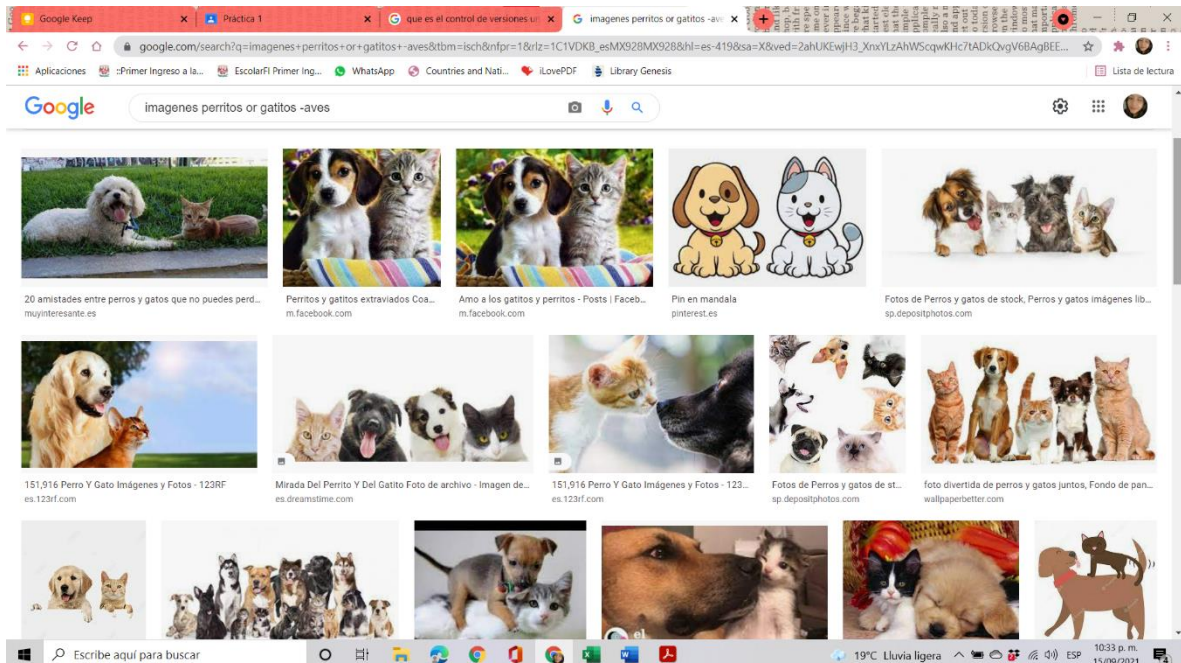 Google Keep
Práctica 1
que es el control de versiones un
imagenes perritos or gatitos -ave
google.com/search?q=imagenes+perritos+or+gatitos+-aves&tbm=isch&nfpr=1&rlz=1C1VDKB_esMX928MX928&hl=es-419&sa=X&ved=2ahUKEwjH3_XnxYLzAhWScqwKHc7tADkQvgV6BAgBEE...
Aplicaciones
::Primer Ingreso a la...
EscolarFI Primer Ing...
WhatsApp
Countries and Nati...
iLovePDF
Library Genesis
Lista de lectura
Google
imagenes perritos or gatitos -aves
20 amistades entre perros y gatos que no puedes perd...
muyinteresante.es
Perritos y gatitos extraviados Coa...
m.facebook.com
Amo a los gatitos y perritos - Posts | Faceb...
m.facebook.com
Pin en mandala
pinterest.es
Fotos de Perros y gatos de stock, Perros y gatos imágenes lib...
sp.depositphotos.com
151,916 Perro Y Gato Imágenes y Fotos - 123RF
es.123rf.com
Mirada Del Perrito Y Del Gatito Foto de archivo - Imagen de...
es.dreamstime.com
151,916 Perro Y Gato Imágenes y Fotos - 123...
es.123rf.com
Fotos de Perros y gatos de st...
sp.depositphotos.com
foto divertida de perros y gatos juntos, Fondo de pan...
wallpaperbetter.com
el
Escribe aquí para buscar
19°C Lluvia ligera
ESP
10:33 p. m.
15/09/2021
4